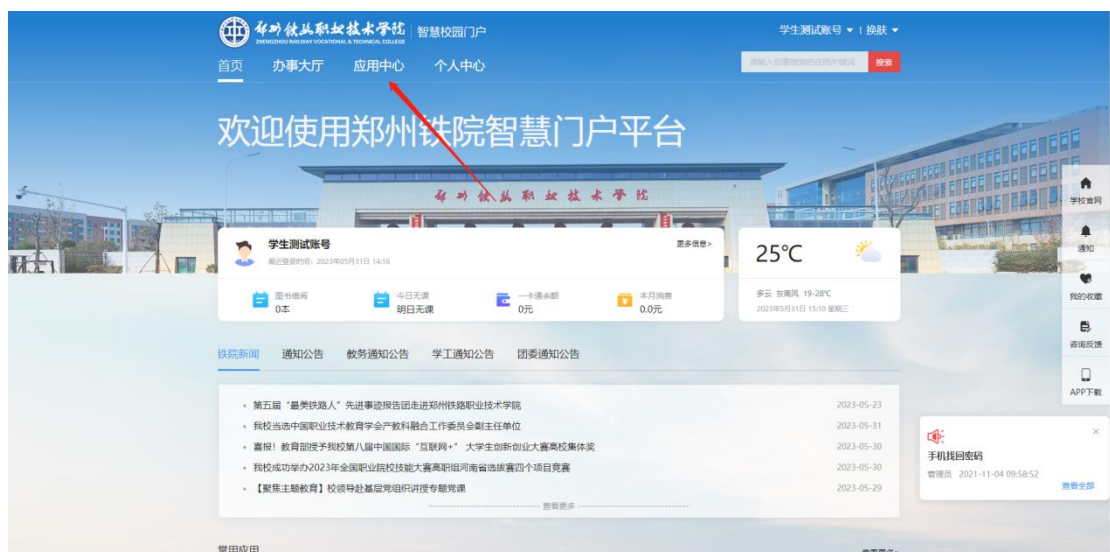 郑州铁路职业技术学院 智慧校园门户
ZHENGZHOU RAILWAY VOCATIONAL & TECHNICAL COLLEGE
学生测试账号 换肤
首页 办事大厅 应用中心 个人中心
请输入您要搜索的应用关键词 搜索
欢迎使用郑州铁院智慧门户平台
郑州铁路职业技术学院
学校官网
通知
我的收藏
咨询反馈
APP下载
学生测试账号 更多信息>
最近登录时间：2023年05月31日 14:16
图书借阅
0本
今日无课
明日无课
一卡通余额
0元
本月消费
0.0元
25℃
多云 东南风 19-28℃
2023年5月31日 15:10 星期三
铁院新闻 通知公告 教务通知公告 学工通知公告 团委通知公告
第五届“最美铁路人”先进事迹报告团走进郑州铁路职业技术学院 2023-05-23
我校当选中国职业技术教育学会产教科融合工作委员会副主任单位 2023-05-31
喜报！教育部授予我校第八届中国国际“互联网+” 大学生创新创业大赛高校集体奖 2023-05-30
我校成功举办2023年全国职业院校技能大赛高职组河南省选拔赛四个项目竞赛 2023-05-30
【聚焦主题教育】校领导赴基层党组织讲授专题党课 2023-05-29
查看更多
手机找回密码
管理员 2021-11-04 09:58:52
查看全部
常用应用 查看更多>